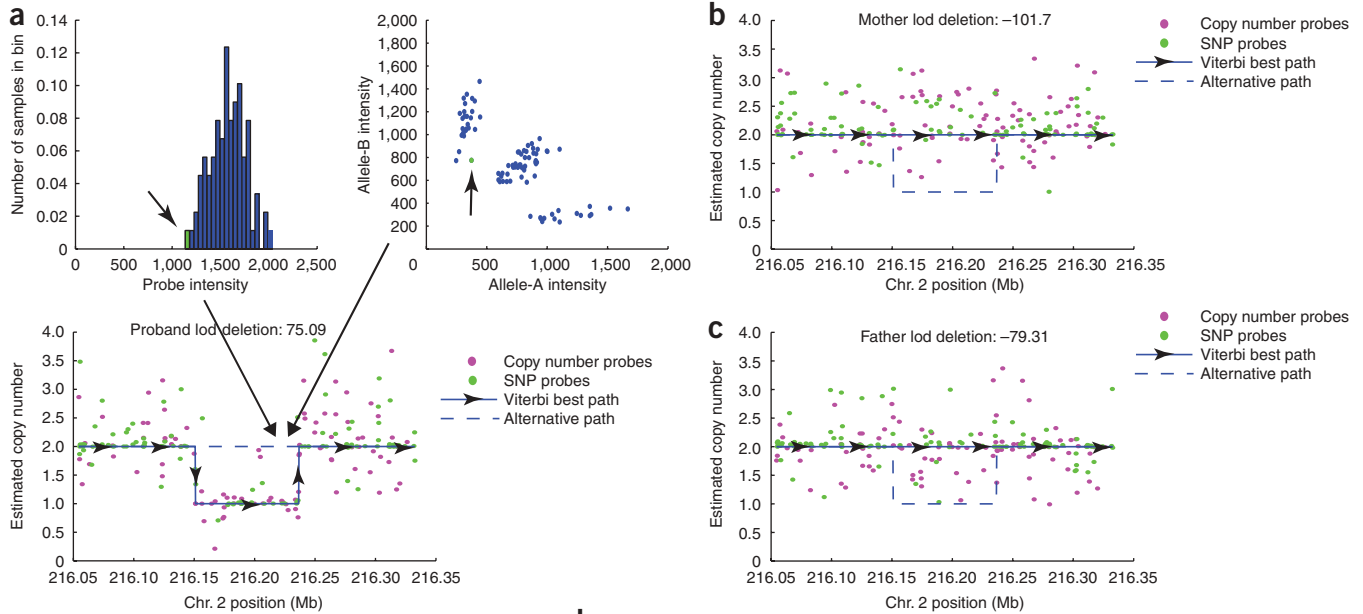 a
Number of samples in bin
0.14
0.12
0.10
0.08
0.06
0.04
0.02
0
0 500 1,000 1,500 2,000 2,500
Probe intensity
Allele-B intensity
2,000
1,800
1,600
1,400
1,200
1,000
800
600
400
200
0 500 1,000 1,500 2,000
Allele-A intensity
Proband lod deletion: 75.09
Estimated copy number
4.0
3.5
3.0
2.5
2.0
1.5
1.0
0.5
0
216.05 216.10 216.15 216.20 216.25 216.30 216.35
Chr. 2 position (Mb)
Copy number probes
SNP probes
Viterbi best path
Alternative path
b
Mother lod deletion: –101.7
Estimated copy number
4.0
3.5
3.0
2.5
2.0
1.5
1.0
0.5
0
216.05 216.10 216.15 216.20 216.25 216.30 216.35
Chr. 2 position (Mb)
Copy number probes
SNP probes
Viterbi best path
Alternative path
c
Father lod deletion: –79.31
Estimated copy number
4.0
3.5
3.0
2.5
2.0
1.5
1.0
0.5
0
216.05 216.10 216.15 216.20 216.25 216.30 216.35
Chr. 2 position (Mb)
Copy number probes
SNP probes
Viterbi best path
Alternative path